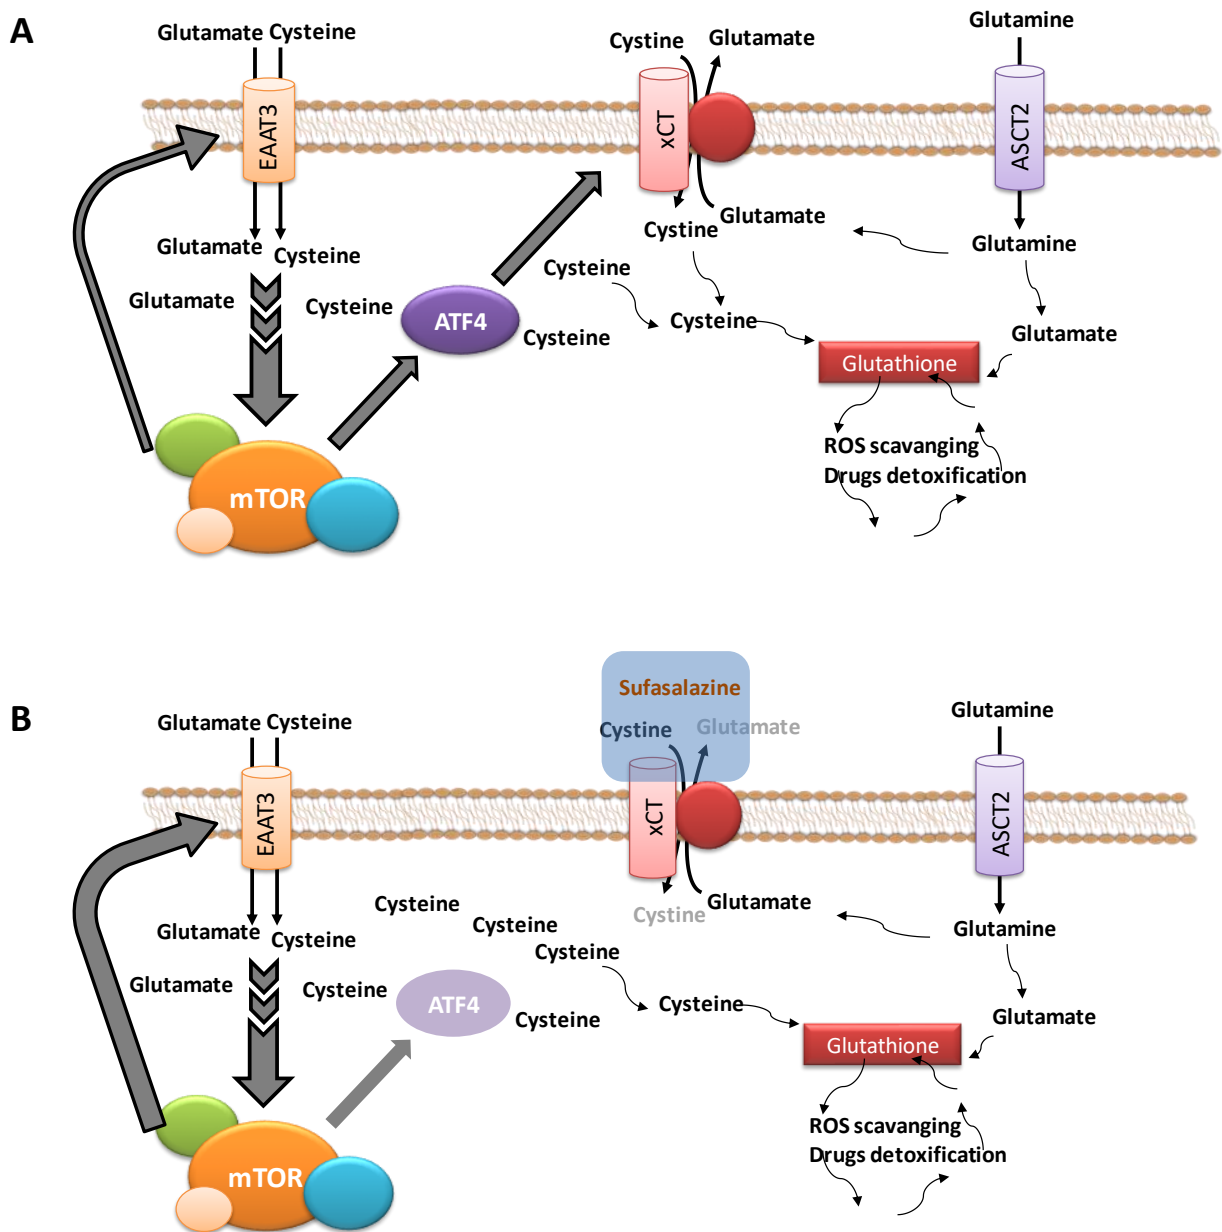 A
Glutamate Cysteine
Cystine
Glutamate
Glutamine
EAAT3
xCT
ASCT2
Glutamate
Cysteine
Cystine
Glutamate
Glutamine
Cysteine
Glutamate
Cysteine
ATF4
Cysteine
Cysteine
Glutamate
Glutathione
ROS scavanging
Drugs detoxification
mTOR
B
Sufasalazine
Glutamate Cysteine
Cystine
Glutamate
Glutamine
EAAT3
xCT
ASCT2
Cysteine
Cystine
Glutamate
Glutamate
Cysteine
Cysteine
Glutamine
Cysteine
Glutamate
Cysteine
ATF4
Cysteine
Cysteine
Glutamate
Glutathione
ROS scavanging
Drugs detoxification
mTOR